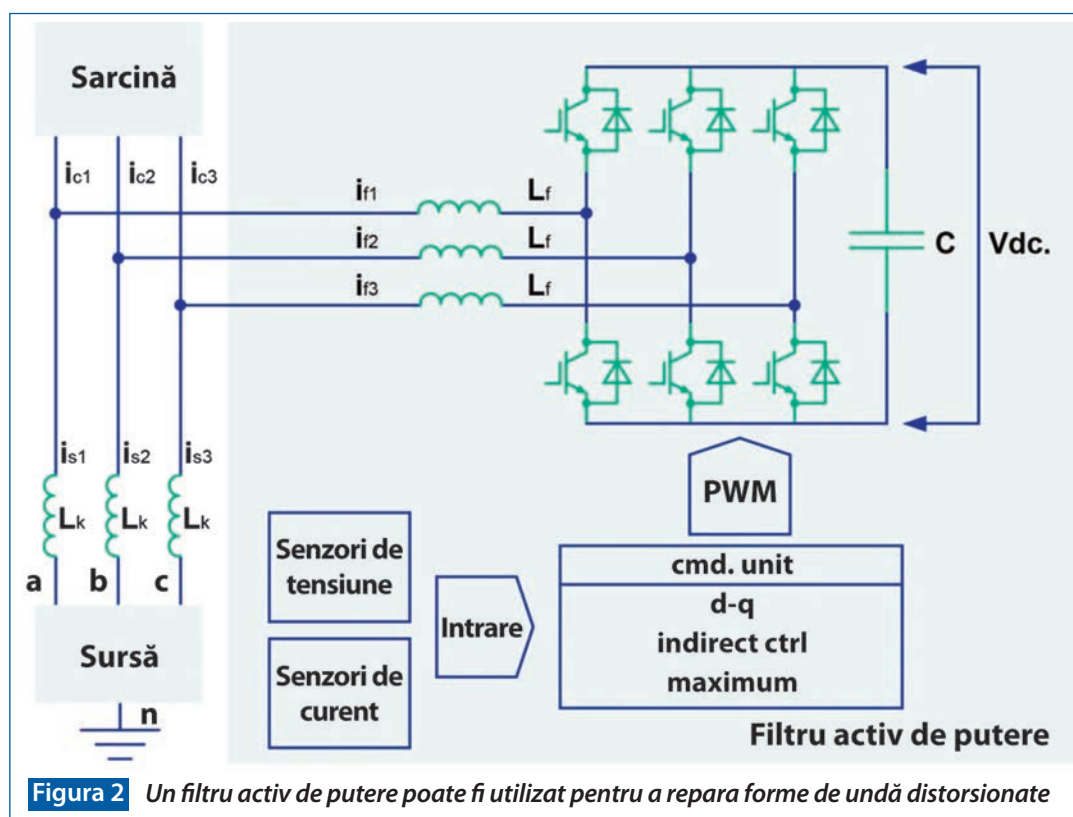 Sarcină
ic1 ic2 ic3
if1 Lf
if2 Lf
if3 Lf
C Vdc.
is1 is2 is3
Lk Lk Lk
a b c
Sursă
n
Senzori de
tensiune
Senzori de
curent
Intrare
PWM
cmd. unit
d-q
indirect ctrl
maximum
Filtru activ de putere
Figura 2 Un filtru activ de putere poate fi utilizat pentru a repara forme de undă distorsionate